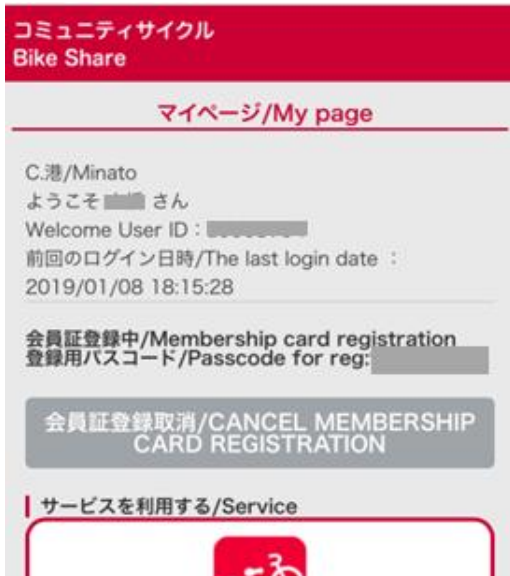 コミュニティサイクル
Bike Share
マイページ/My page
C.港/Minato
ようこそ さん
Welcome User ID：
前回のログイン日時/The last login date ：
2019/01/08 18:15:28
会員証登録中/Membership card registration
登録用パスコード/Passcode for reg:
会員証登録取消/CANCEL MEMBERSHIP
CARD REGISTRATION
サービスを利用する/Service